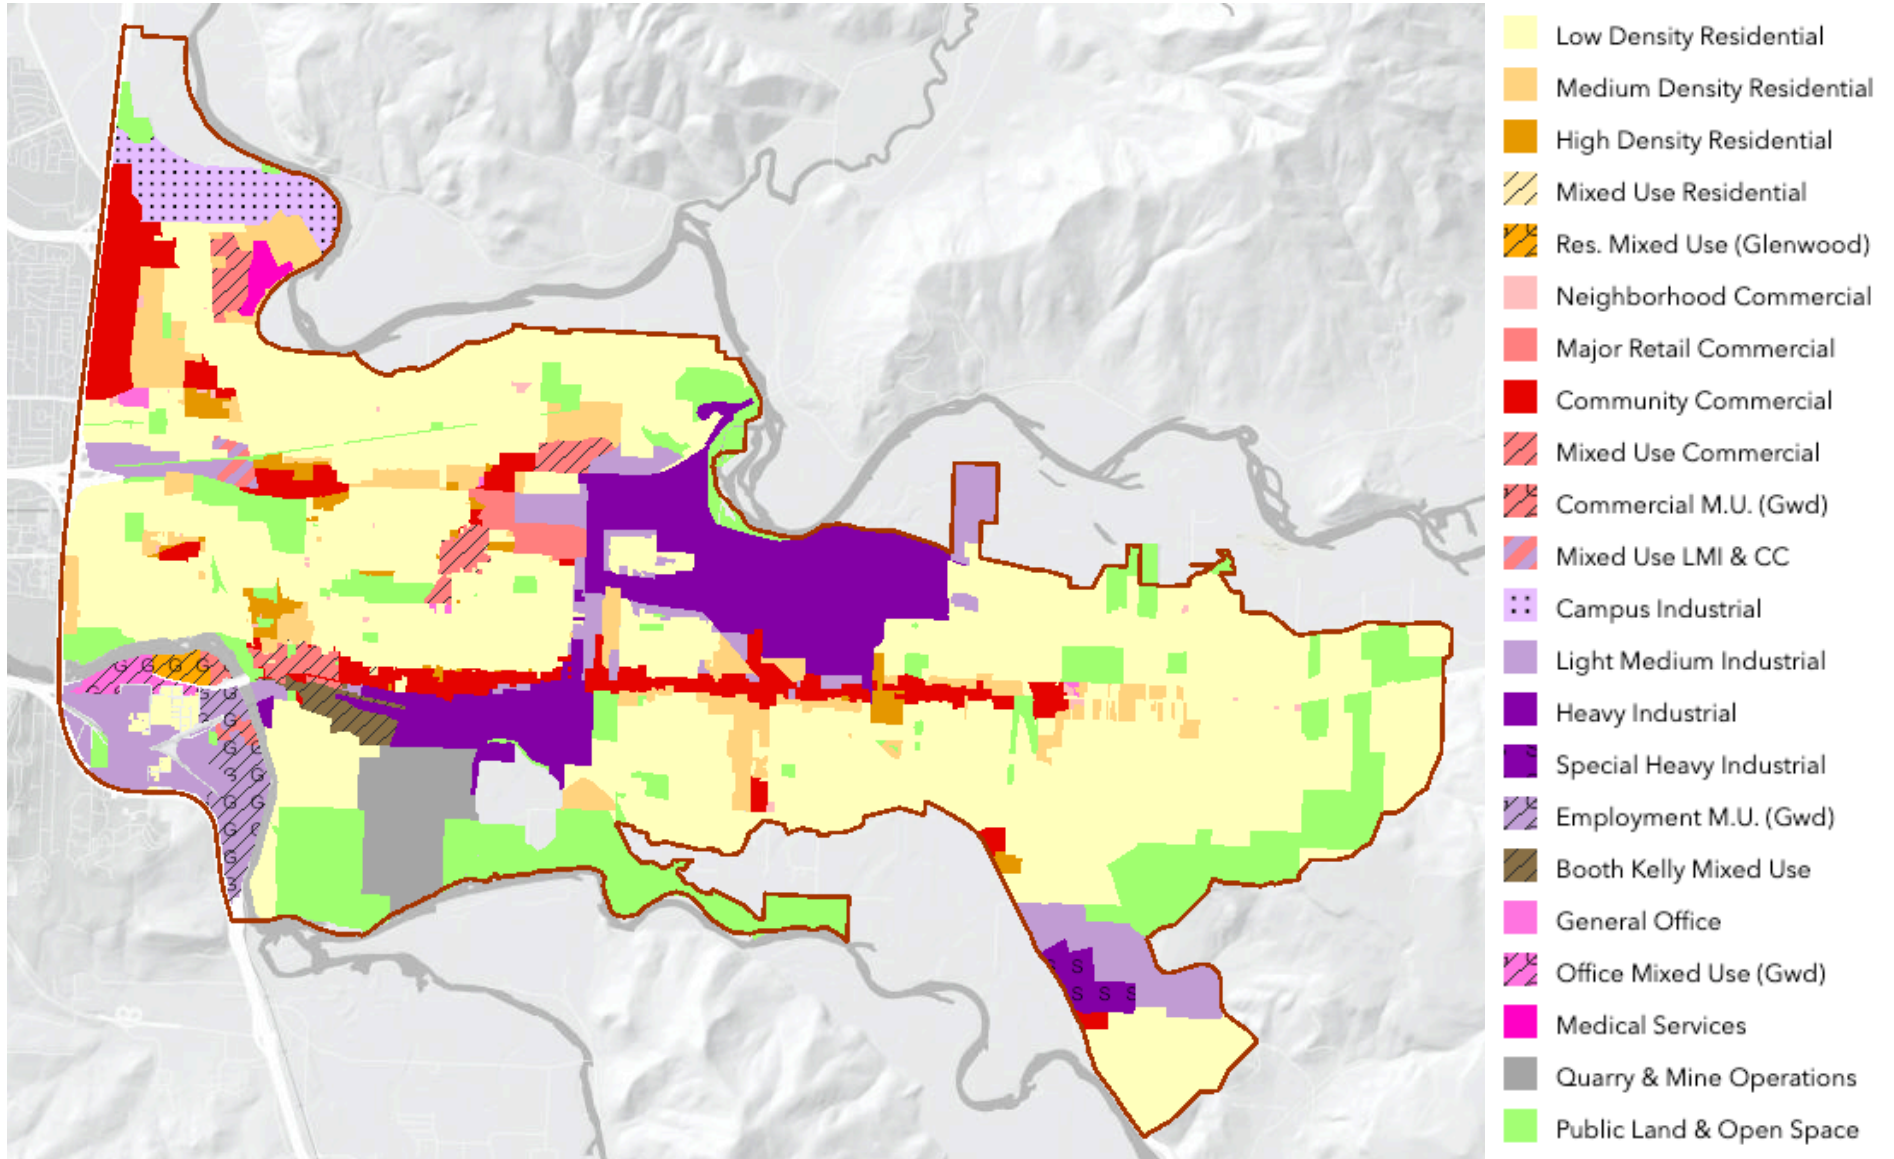 Low Density Residential
Medium Density Residential
High Density Residential
Mixed Use Residential
Res. Mixed Use (Glenwood)
Neighborhood Commercial
Major Retail Commercial
Community Commercial
Mixed Use Commercial
Commercial M.U. (Gwd)
Mixed Use LMI & CC
Campus Industrial
Light Medium Industrial
Heavy Industrial
Special Heavy Industrial
Employment M.U. (Gwd)
Booth Kelly Mixed Use
General Office
Office Mixed Use (Gwd)
Medical Services
Quarry & Mine Operations
Public Land & Open Space
G G G G
G
G
G
G
G G
G
G
S
S S S